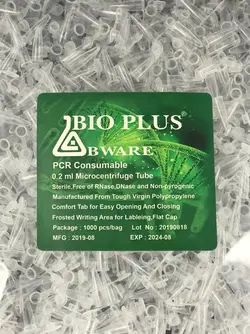 BIO PLUS®
LABWARE
PCR Consumable
0.2 ml Microcentrifuge Tube
Sterile,Free of RNase,DNase and Non-pyrogenic
Manufactured From Tough Virgin Polypropylene
Comfort Tab for Easy Opening And Closing
Frosted Writing Area for Lableing,Flat Cap
Package : 1000 pcs/bag Lot No : 20190818
MFG : 2019-08 EXP : 2024-08